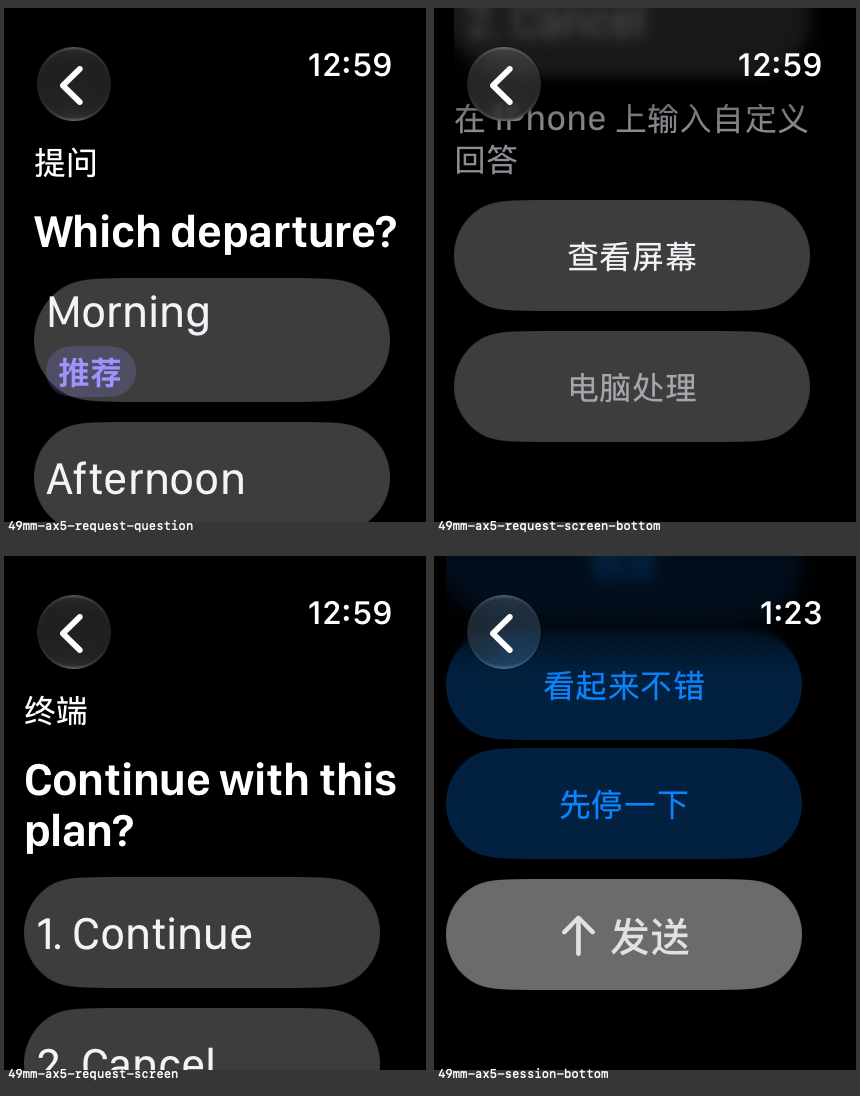 12:59
提问
Which departure?
Morning
推荐
Afternoon
49mm-ax5-request-question
2. Cancel
12:59
在 iPhone 上输入自定义
回答
查看屏幕
电脑处理
49mm-ax5-request-screen-bottom
12:59
终端
Continue with this
plan?
1. Continue
2. Cancel
49mm-ax5-request-screen
1:23
看起来不错
先停一下
↑ 发送
49mm-ax5-session-bottom